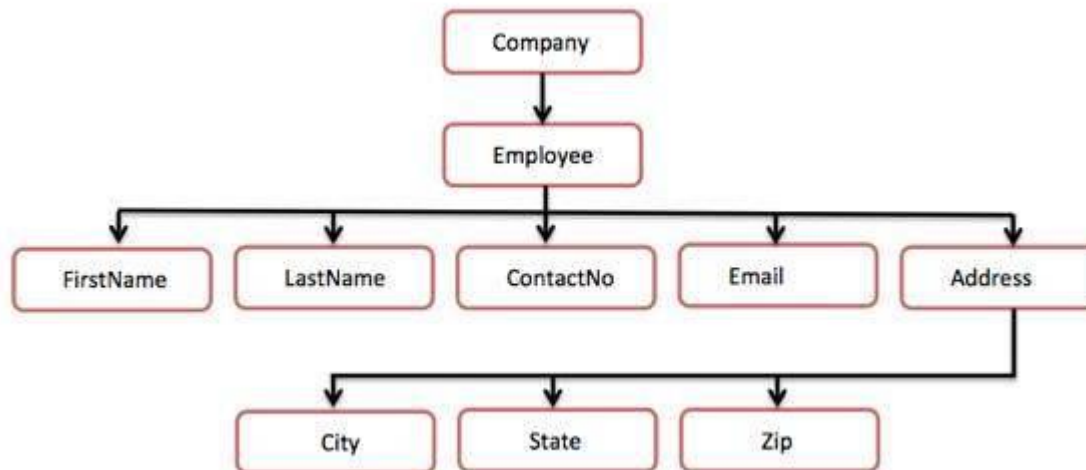 Company
Employee
FirstName
LastName
ContactNo
Email
Address
City
State
Zip